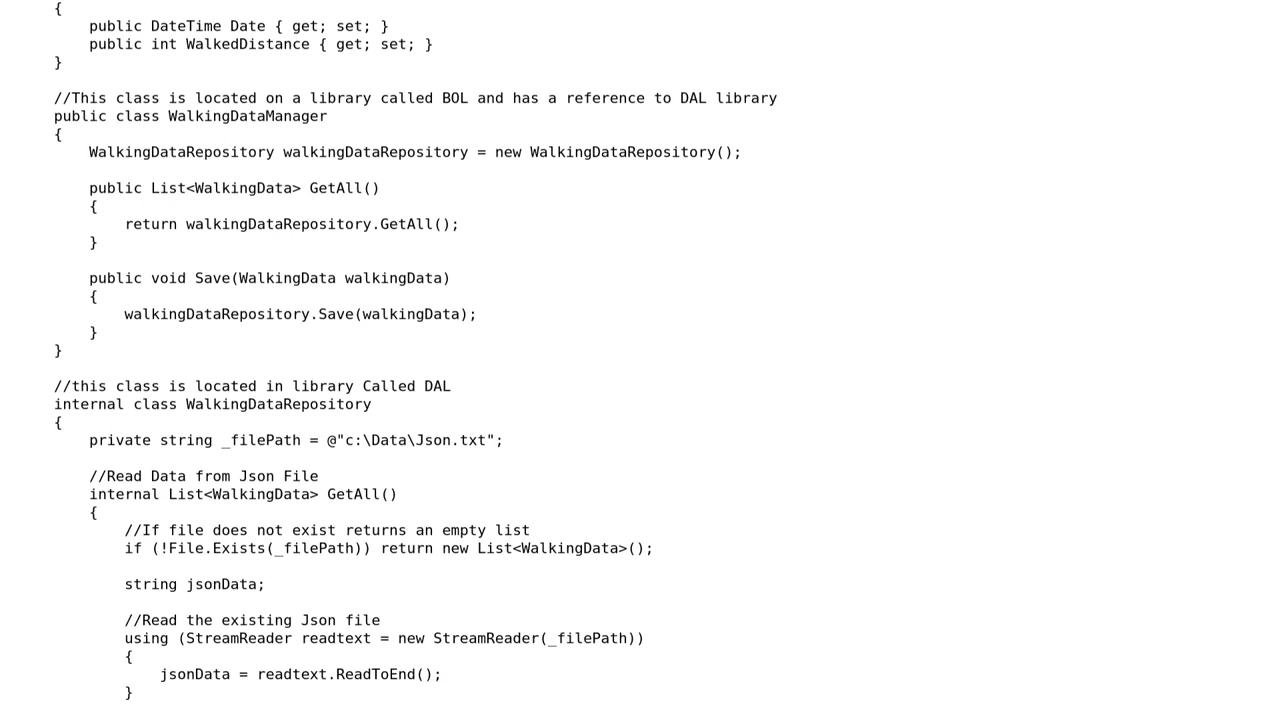 {
    public DateTime Date { get; set; }
    public int WalkedDistance { get; set; }
}
//This class is located on a library called BOL and has a reference to DAL library
public class WalkingDataManager
{
    WalkingDataRepository walkingDataRepository = new WalkingDataRepository();
    public List<WalkingData> GetAll()
    {
        return walkingDataRepository.GetAll();
    }
    public void Save(WalkingData walkingData)
    {
        walkingDataRepository.Save(walkingData);
    }
}
//this class is located in library Called DAL
internal class WalkingDataRepository
{
    private string _filePath = @"c:\Data\Json.txt";
    //Read Data from Json File
    internal List<WalkingData> GetAll()
    {
        //If file does not exist returns an empty list
        if (!File.Exists(_filePath)) return new List<WalkingData>();
        string jsonData;
        //Read the existing Json file
        using (StreamReader readtext = new StreamReader(_filePath))
        {
            jsonData = readtext.ReadToEnd();
        }